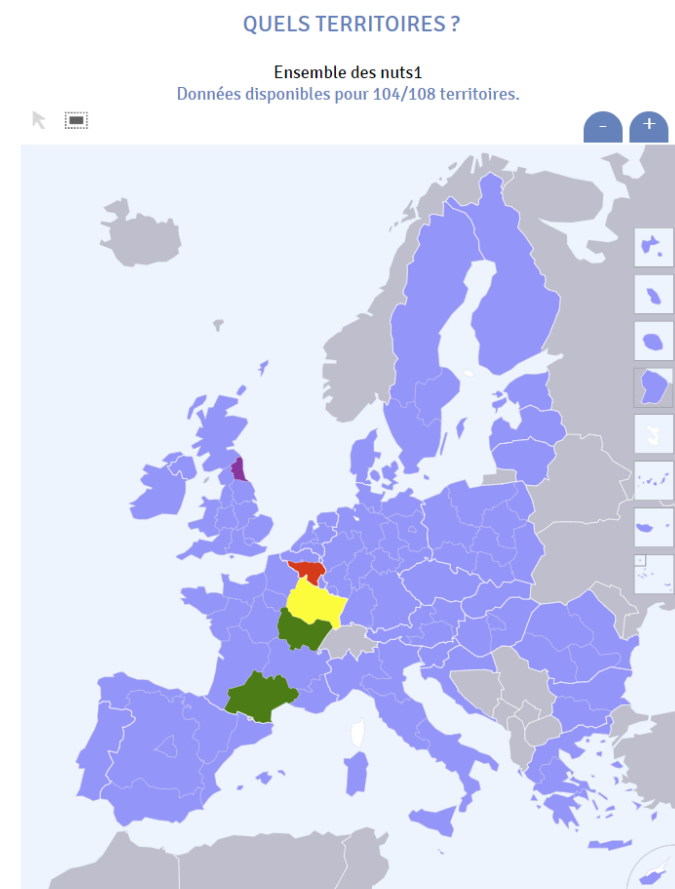 QUELS TERRITOIRES ?
Ensemble des nuts1
Données disponibles pour 104/108 territoires.
- +